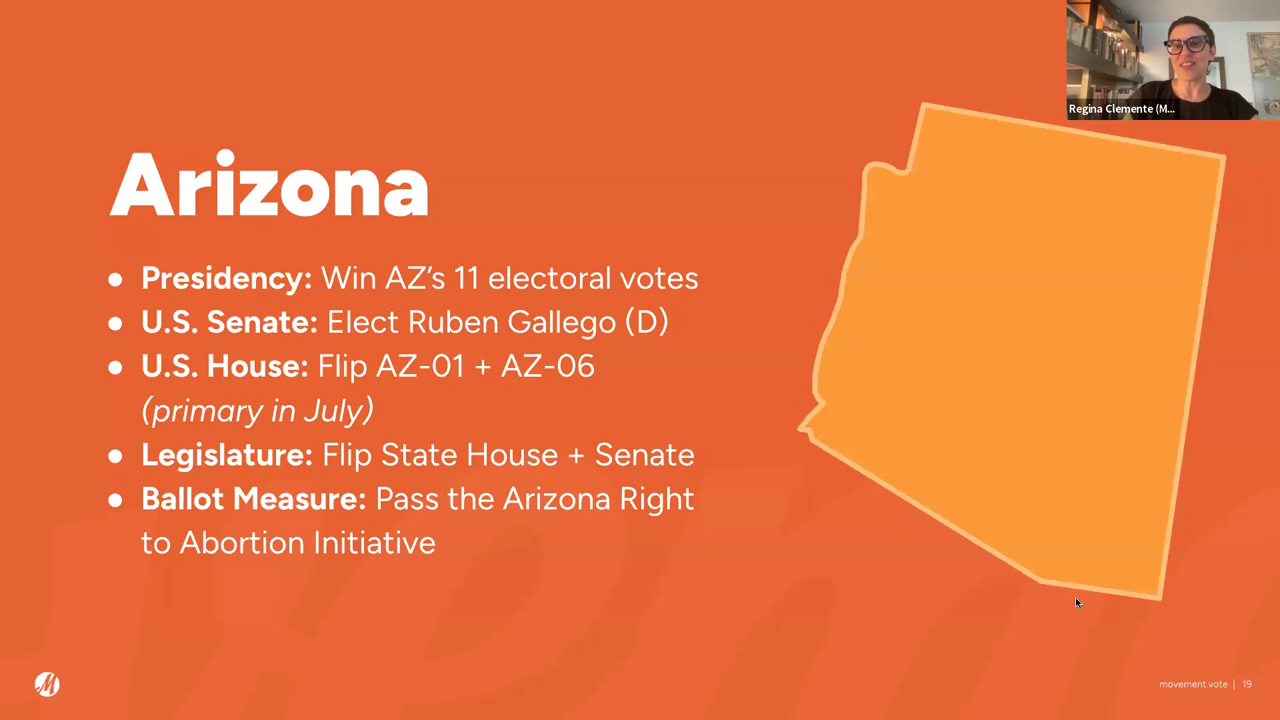 Regina Clemente (M...
Arizona
● Presidency: Win AZ’s 11 electoral votes
● U.S. Senate: Elect Ruben Gallego (D)
● U.S. House: Flip AZ-01 + AZ-06
(primary in July)
● Legislature: Flip State House + Senate
● Ballot Measure: Pass the Arizona Right
to Abortion Initiative
M
movement.vote | 19